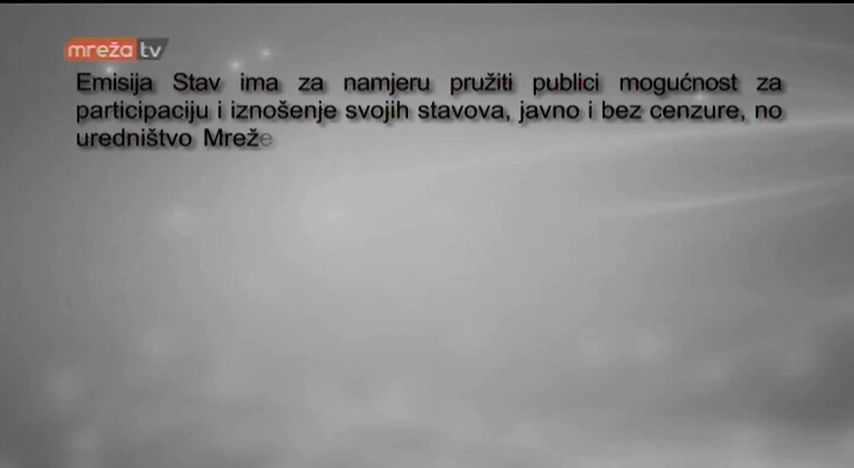 mreža tv
Emisija Stav ima za namjeru pružiti publici mogućnost za
participaciju i iznošenje svojih stavova, javno i bez cenzure, no
uredništvo Mreže